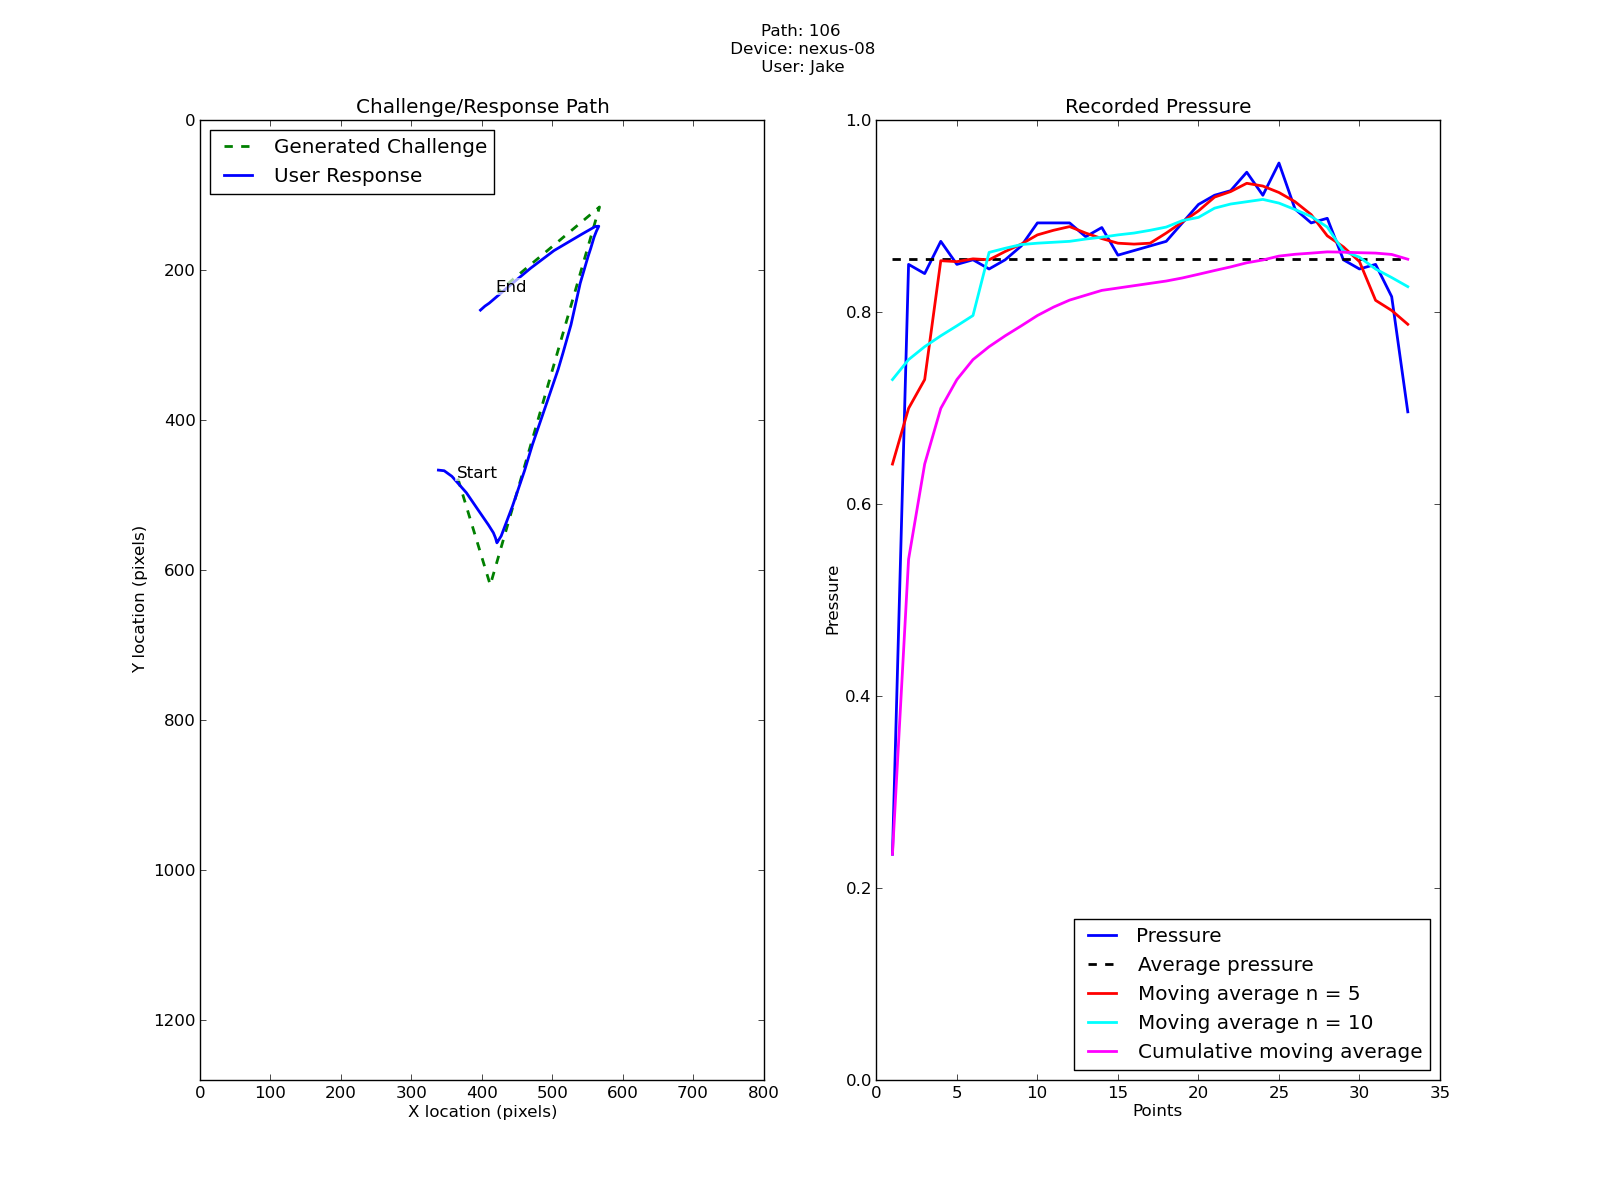 Path: 106
Device: nexus-08
User: Jake
Challenge/Response Path
Generated Challenge
User Response
End
Start
0
200
400
600
800
1000
1200
Y location (pixels)
0 100 200 300 400 500 600 700 800
X location (pixels)
Recorded Pressure
1.0
0.8
0.6
0.4
0.2
0.0
Pressure
Pressure
Average pressure
Moving average n = 5
Moving average n = 10
Cumulative moving average
0 5 10 15 20 25 30 35
Points